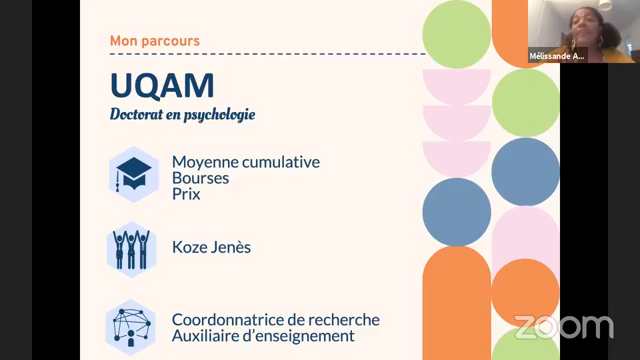 Mon parcours
UQAM
Doctorat en psychologie
Moyenne cumulative
Bourses
Prix
Koze Jenès
Coordonnatrice de recherche
Auxiliaire d'enseignement
Mélissande A...
zoom